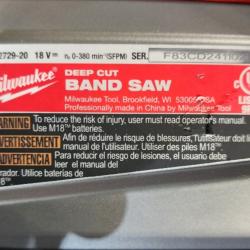 2729-20 18 V⎓ n₀ 0-380 min⁻¹(SFPM) SER. F83CD2411
Milwaukee
DEEP CUT
BAND SAW
Milwaukee Tool, Brookfield, WI 53005 USA
Professionally made in China by Milwaukee Tool
LISTED
WARNING To reduce the risk of injury, user must read operator's manual.
Use M18™ batteries.
AVERTISSEMENT Afin de réduire le risque de blessures, l'utilisateur doit lire
manuel d'utilisation. Utiliser des piles M18™.
ADVERTENCIA Para reducir el riesgo de lesiones, el usuario debe
leer el manual del
operador. Utilice baterías de
M18™.